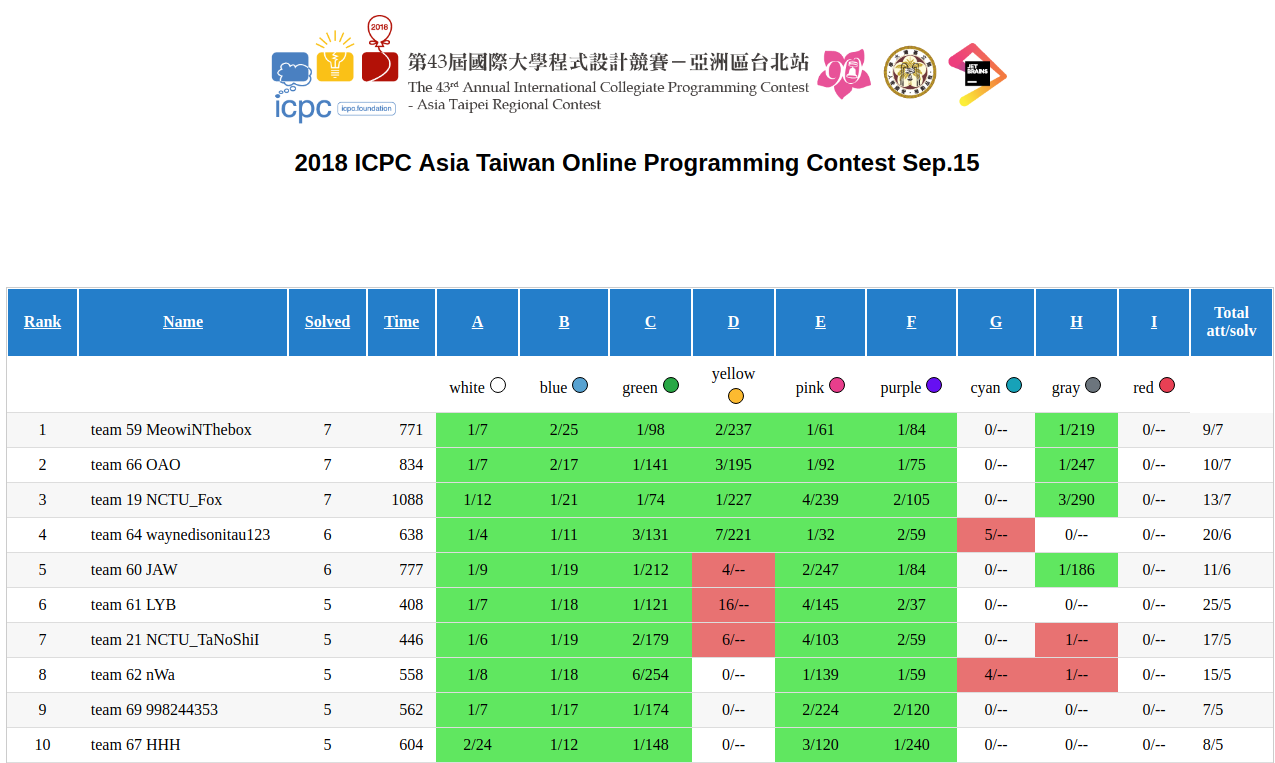 2018
第43屆國際大學程式設計競賽－亞洲區台北站
The 43rd Annual International Collegiate Programming Contest
- Asia Taipei Regional Contest
icpc
icpc.foundation
90
JET BRAINS
2018 ICPC Asia Taiwan Online Programming Contest Sep.15
Rank Name Solved Time A B C D E F G H I Total att/solv
white blue green yellow pink purple cyan gray red
1 team 59 MeowiNThebox 7 771 1/7 2/25 1/98 2/237 1/61 1/84 0/-- 1/219 0/-- 9/7
2 team 66 OAO 7 834 1/7 2/17 1/141 3/195 1/92 1/75 0/-- 1/247 0/-- 10/7
3 team 19 NCTU_Fox 7 1088 1/12 1/21 1/74 1/227 4/239 2/105 0/-- 3/290 0/-- 13/7
4 team 64 waynedisonitau123 6 638 1/4 1/11 3/131 7/221 1/32 2/59 5/-- 0/-- 0/-- 20/6
5 team 60 JAW 6 777 1/9 1/19 1/212 4/-- 2/247 1/84 0/-- 1/186 0/-- 11/6
6 team 61 LYB 5 408 1/7 1/18 1/121 16/-- 4/145 2/37 0/-- 0/-- 0/-- 25/5
7 team 21 NCTU_TaNoShiI 5 446 1/6 1/19 2/179 6/-- 4/103 2/59 0/-- 1/-- 0/-- 17/5
8 team 62 nWa 5 558 1/8 1/18 6/254 0/-- 1/139 1/59 4/-- 1/-- 0/-- 15/5
9 team 69 998244353 5 562 1/7 1/17 1/174 0/-- 2/224 2/120 0/-- 0/-- 0/-- 7/5
10 team 67 HHH 5 604 2/24 1/12 1/148 0/-- 3/120 1/240 0/-- 0/-- 0/-- 8/5